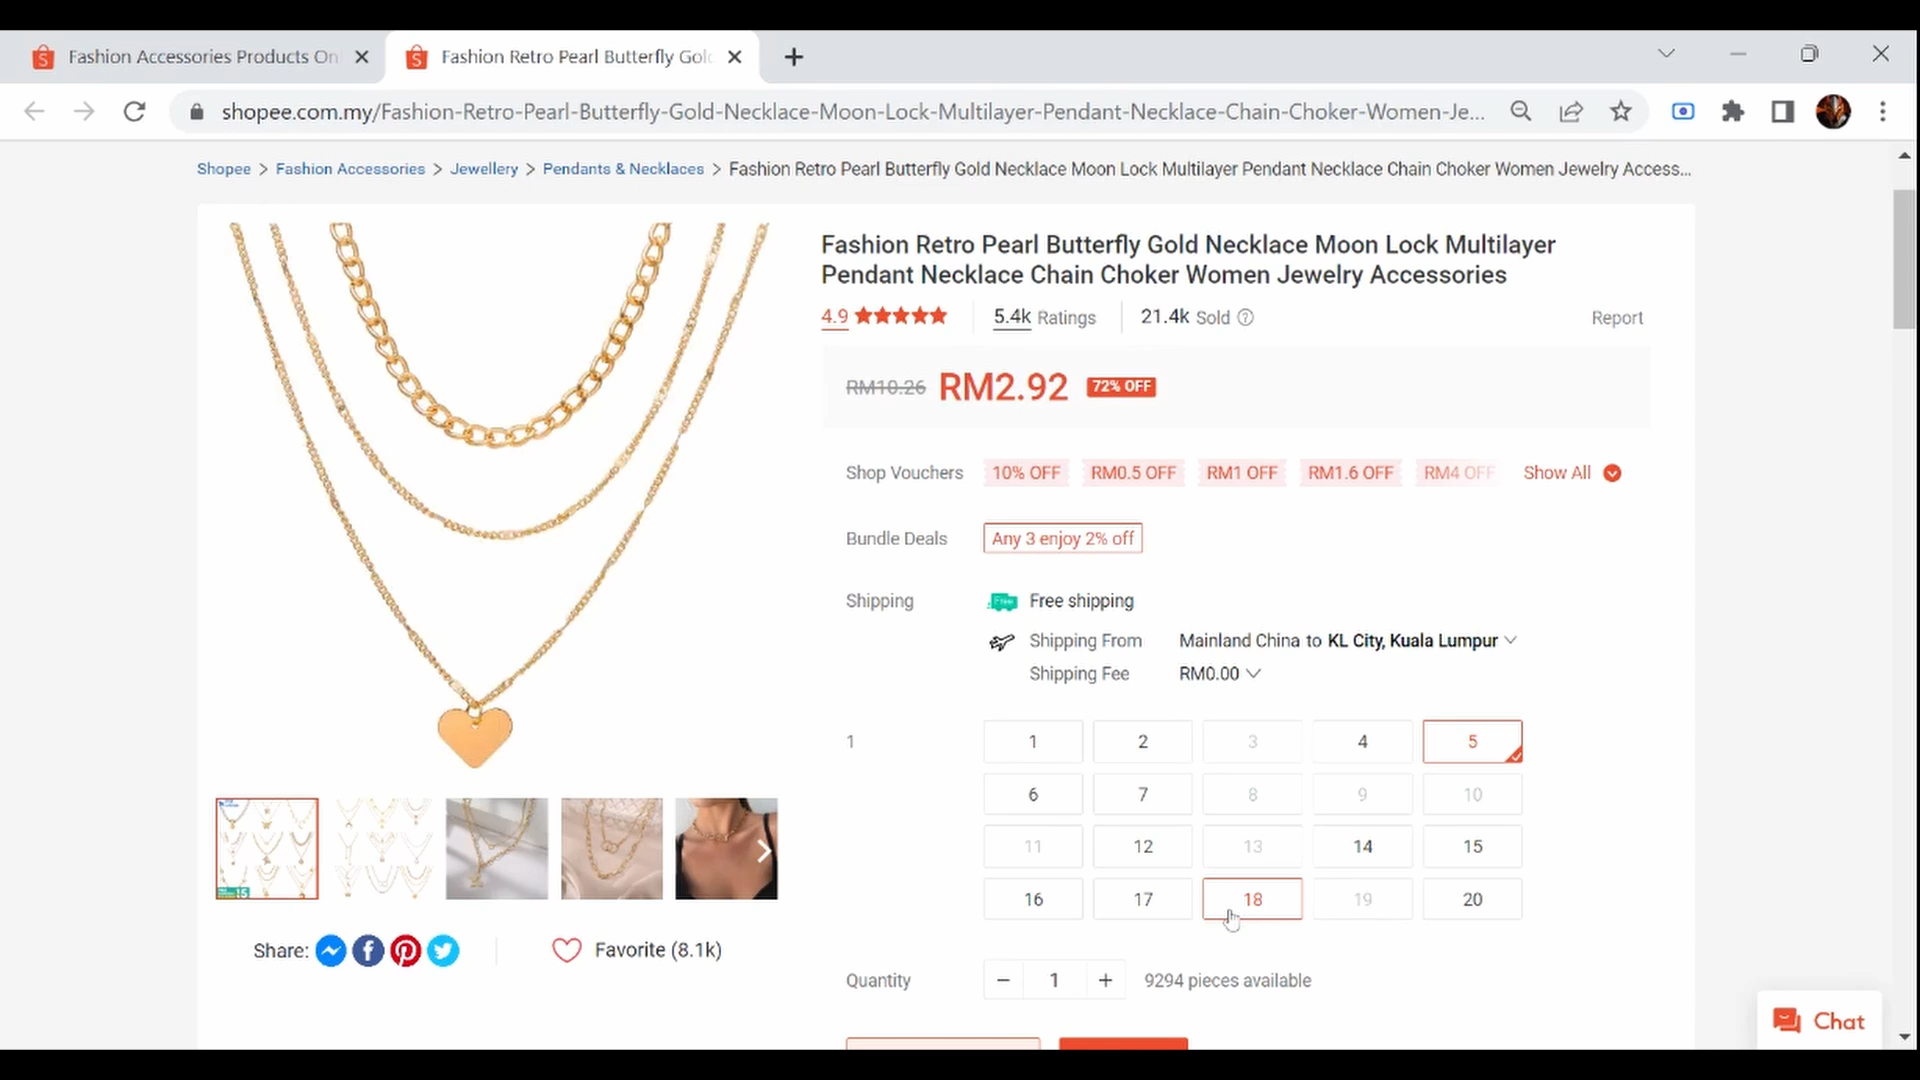 Fashion Accessories Products On
Fashion Retro Pearl Butterfly Gol
shopee.com.my/Fashion-Retro-Pearl-Butterfly-Gold-Necklace-Moon-Lock-Multilayer-Pendant-Necklace-Chain-Choker-Women-Je...
Shopee > Fashion Accessories > Jewellery > Pendants & Necklaces > Fashion Retro Pearl Butterfly Gold Necklace Moon Lock Multilayer Pendant Necklace Chain Choker Women Jewelry Access...
Fashion Retro Pearl Butterfly Gold Necklace Moon Lock Multilayer
Pendant Necklace Chain Choker Women Jewelry Accessories
4.9 5.4k Ratings 21.4k Sold ? Report
RM10.26 RM2.92 72% OFF
Shop Vouchers 10% OFF RM0.5 OFF RM1 OFF RM1.6 OFF RM4 OFF Show All
Bundle Deals Any 3 enjoy 2% off
Shipping Free Free shipping
Shipping From Mainland China to KL City, Kuala Lumpur
Shipping Fee RM0.00
1 1 2 3 4 5
6 7 8 9 10
11 12 13 14 15
16 17 18 19 20
15
Share: Favorite (8.1k)
Quantity − 1 + 9294 pieces available
Chat